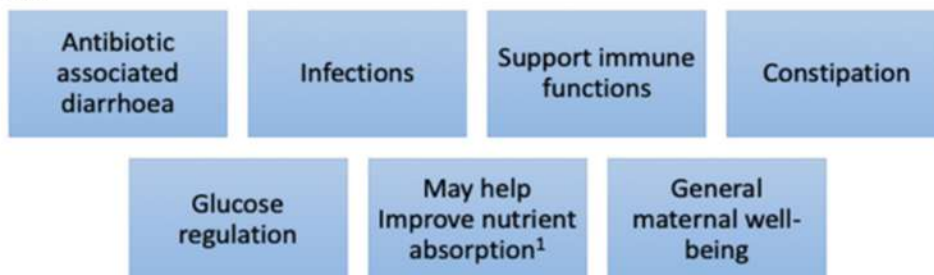 Antibiotic
associated
diarrhoea
Infections
Support immune
functions
Constipation
Glucose
regulation
May help
Improve nutrient
absorption¹
General
maternal well-
being